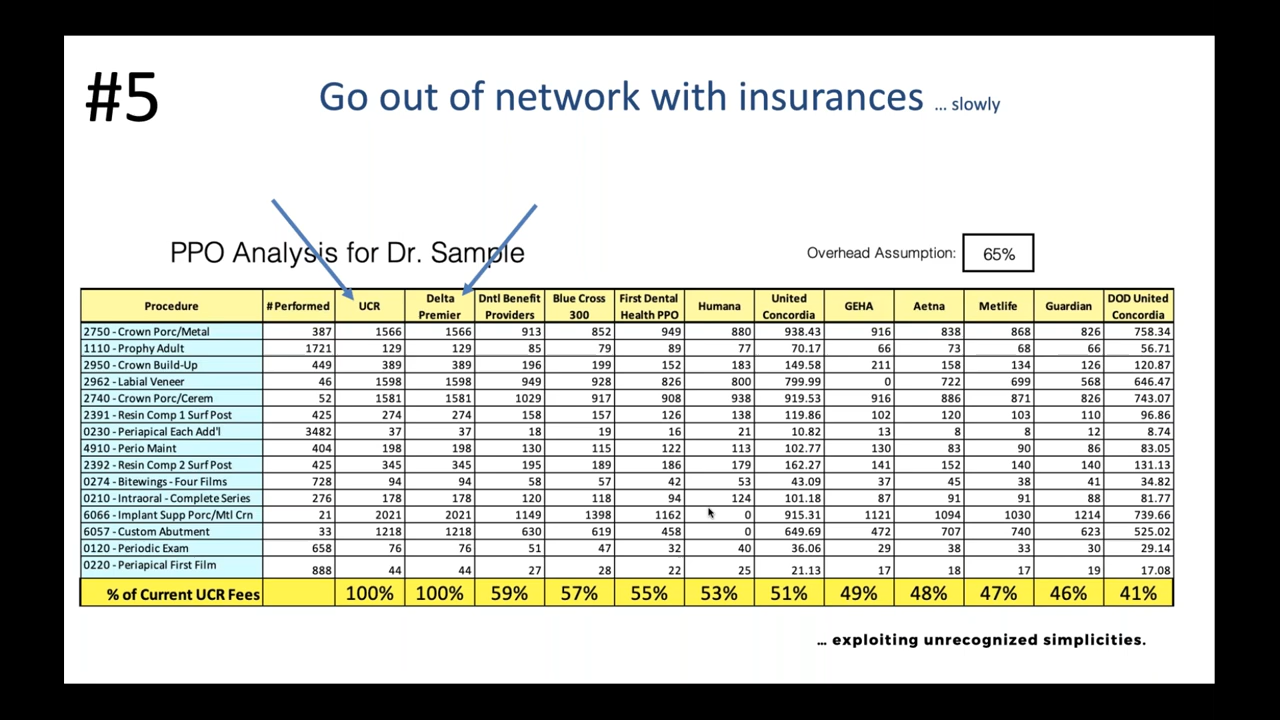 #5
Go out of network with insurances ... slowly
PPO Analysis for Dr. Sample
Overhead Assumption: 65%
Procedure #Performed UCR Delta Premier Dntl Benefit Providers Blue Cross 300 First Dental Health PPO Humana United Concordia GEHA Aetna Metlife Guardian DOD United Concordia
2750 - Crown Porc/Metal 387 1566 1566 913 852 949 880 938.43 916 838 868 826 758.34
1110 - Prophy Adult 1721 129 129 85 79 89 77 70.17 66 73 68 66 56.71
2950 - Crown Build-Up 449 389 389 196 199 152 183 149.58 211 158 134 126 120.87
2962 - Labial Veneer 46 1598 1598 949 928 826 800 799.99 0 722 699 568 646.47
2740 - Crown Porc/Cerem 52 1581 1581 1029 917 908 938 919.53 916 886 871 826 743.07
2391 - Resin Comp 1 Surf Post 425 274 274 158 157 126 138 119.86 102 120 103 110 96.86
0230 - Periapical Each Add'l 3482 37 37 18 19 16 21 10.82 13 8 8 12 8.74
4910 - Perio Maint 404 198 198 130 115 122 113 102.77 130 83 90 86 83.05
2392 - Resin Comp 2 Surf Post 425 345 345 195 189 186 179 162.27 141 152 140 140 131.13
0274 - Bitewings - Four Films 728 94 94 58 57 42 53 43.09 37 45 38 41 34.82
0210 - Intraoral - Complete Series 276 178 178 120 118 94 124 101.18 87 91 91 88 81.77
6066 - Implant Supp Porc/Mtl Crn 21 2021 2021 1149 1398 1162 0 915.31 1121 1094 1030 1214 739.66
6057 - Custom Abutment 33 1218 1218 630 619 458 0 649.69 472 707 740 623 525.02
0120 - Periodic Exam 658 76 76 51 47 32 40 36.06 29 38 33 30 29.14
0220 - Periapical First Film 888 44 44 27 28 22 25 21.13 17 18 17 19 17.08
% of Current UCR Fees 100% 100% 59% 57% 55% 53% 51% 49% 48% 47% 46% 41%
... exploiting unrecognized simplicities.